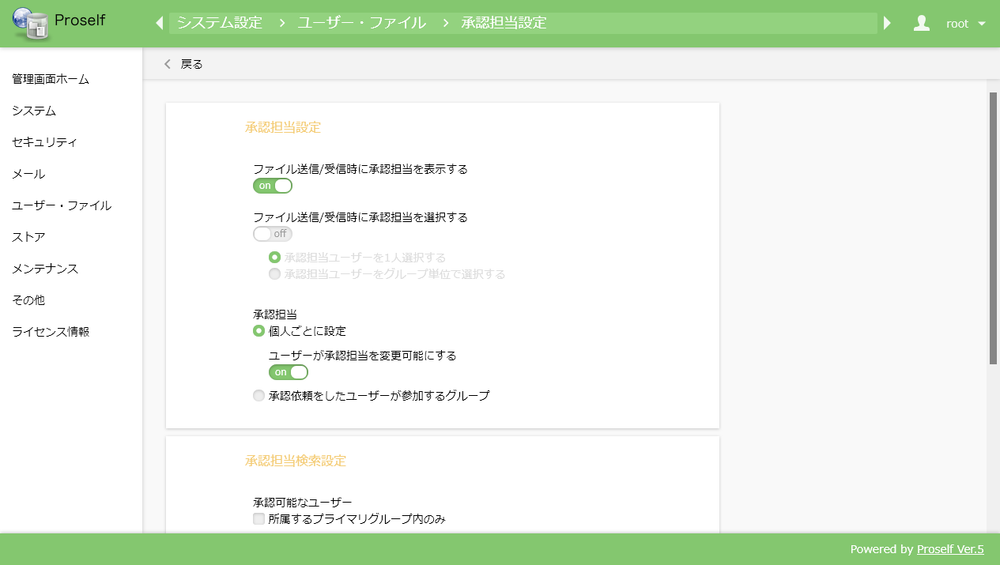 Proself
システム設定 > ユーザー・ファイル > 承認担当設定
root
管理画面ホーム
システム
セキュリティ
メール
ユーザー・ファイル
ストア
メンテナンス
その他
ライセンス情報
戻る
承認担当設定
ファイル送信/受信時に承認担当を表示する
on
ファイル送信/受信時に承認担当を選択する
off
承認担当ユーザーを1人選択する
承認担当ユーザーをグループ単位で選択する
承認担当
個人ごとに設定
ユーザーが承認担当を変更可能にする
on
承認依頼をしたユーザーが参加するグループ
承認担当検索設定
承認可能なユーザー
所属するプライマリグループ内のみ
Powered by Proself Ver.5